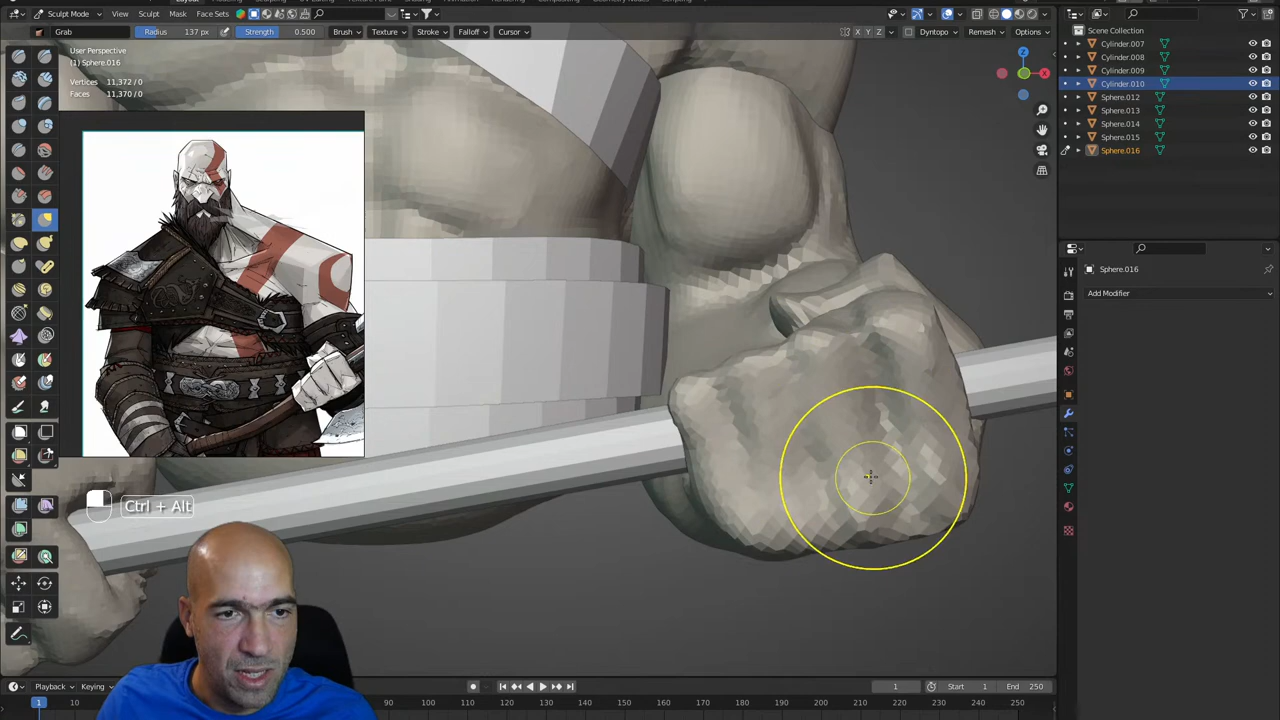 Sculpt Mode View Sculpt Mask Face Sets
Grab Radius 137 px Strength 0.500 Brush Texture Stroke Falloff Cursor X Y Z Dyntopo Remesh Options
User Perspective
(1) Sphere.016
Vertices 11,372 / 0
Faces 11,370 / 0
Z
X
Ctrl + Alt
Scene Collection
Cylinder.007
Cylinder.008
Cylinder.009
Cylinder.010
Sphere.012
Sphere.013
Sphere.014
Sphere.015
Sphere.016
Sphere.016
Add Modifier
Playback Keying 1 Start 1 End 250
1 10 80 90 100 110 120 130 140 150 160 170 180 190 200 210 220 230 240 250